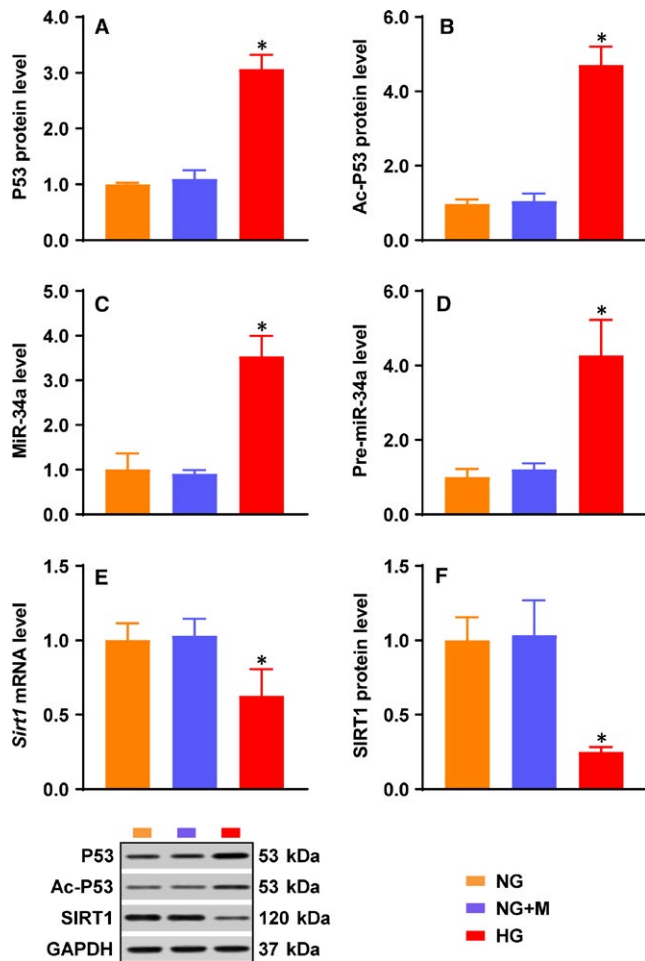 A
P53 protein level
4.0
3.0
2.0
1.0
0.0
*
B
Ac-P53 protein level
6.0
4.0
2.0
0.0
*
C
MiR-34a level
5.0
4.0
3.0
2.0
1.0
0.0
*
D
Pre-miR-34a level
6.0
4.0
2.0
0.0
*
E
Sirt1 mRNA level
1.5
1.0
0.5
0.0
*
F
SIRT1 protein level
1.5
1.0
0.5
0.0
*
P53 53 kDa
Ac-P53 53 kDa
SIRT1 120 kDa
GAPDH 37 kDa
NG
NG+M
HG